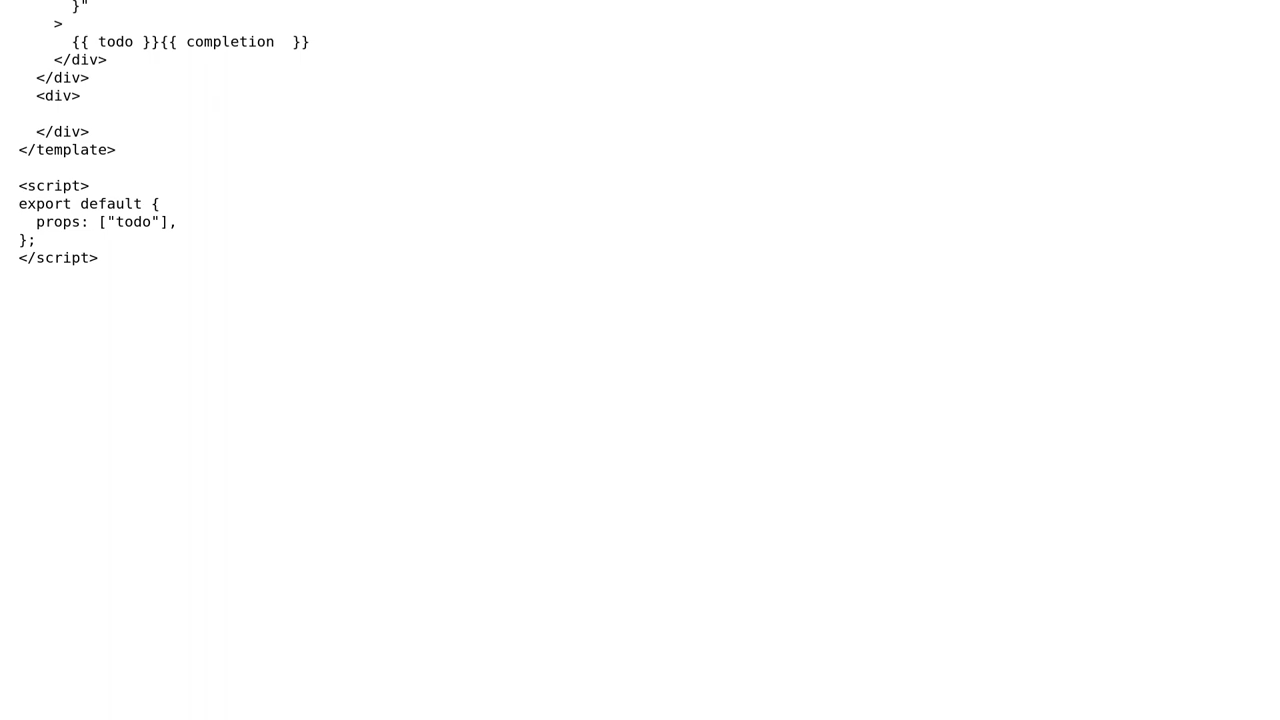 }"
    >
      {{ todo }}{{ completion  }}
    </div>
  </div>
  <div>

  </div>
</template>

<script>
export default {
  props: ["todo"],
};
</script>